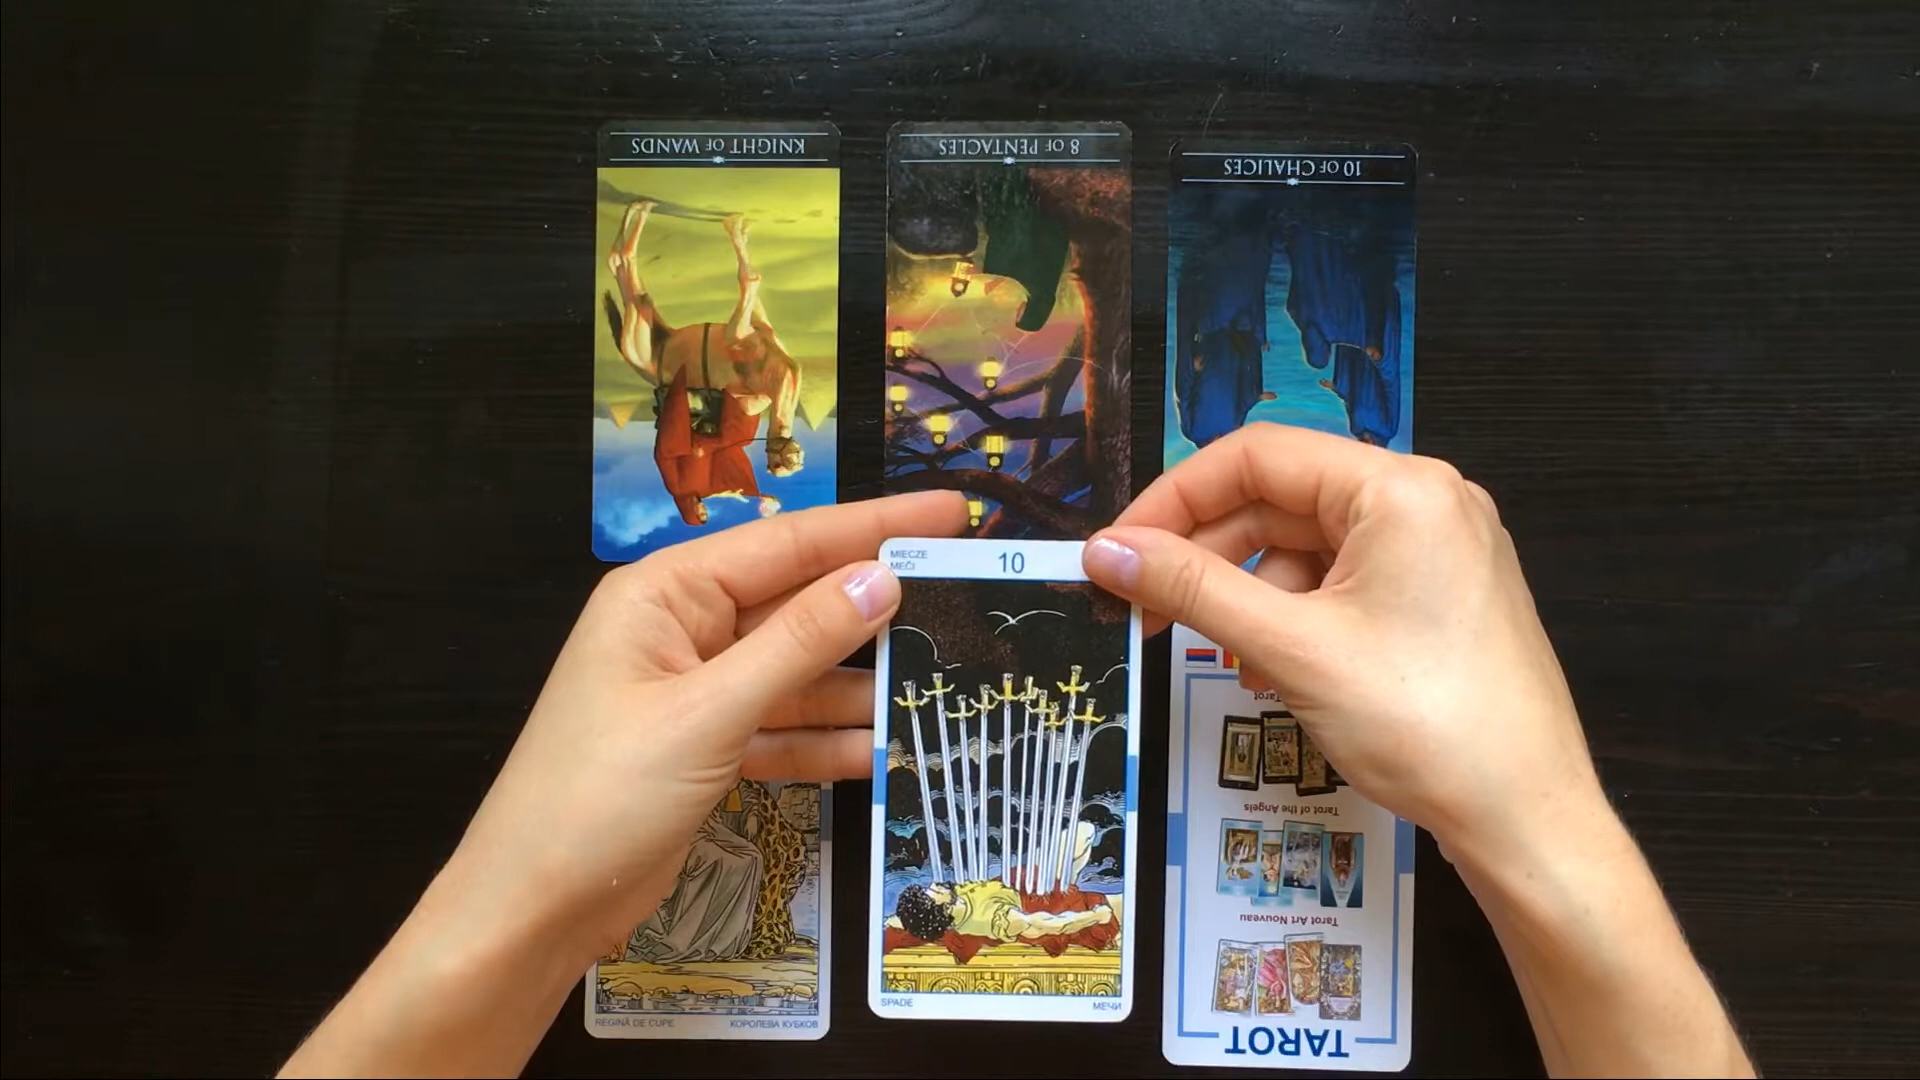 KNIGHT OF WANDS
8 OF PENTACLES
10 OF CHALICES
MIECZE
MEČI
10
SPADE
МЕЧИ
REGINĂ DE CUPE
КОРОЛЕВА КУБКОВ
Tarot of the Angels
Tarot Art Nouveau
TAROT